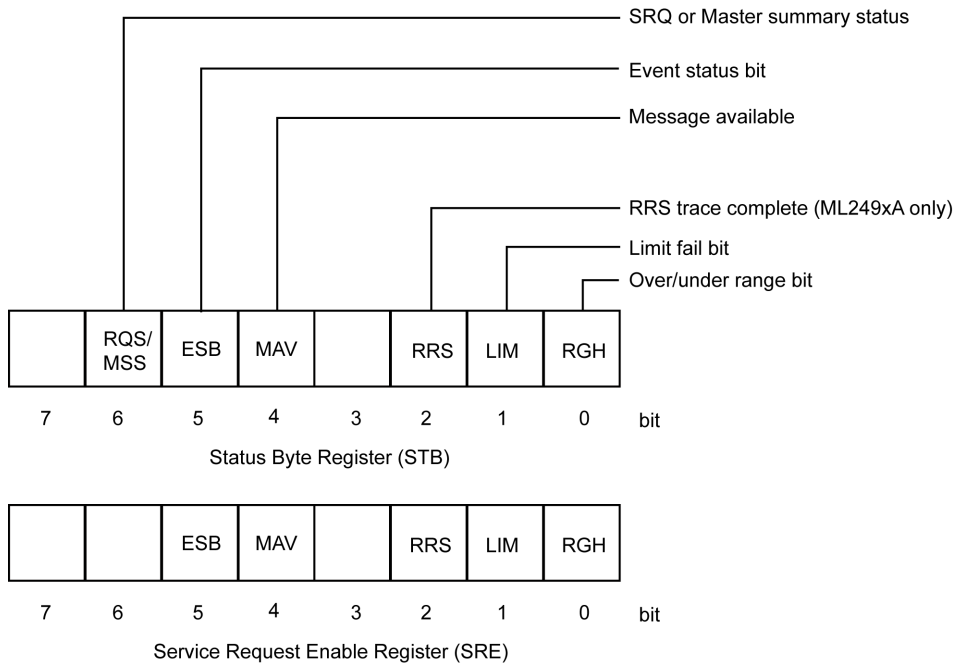 SRQ or Master summary status
Event status bit
Message available
RRS trace complete (ML249xA only)
Limit fail bit
Over/under range bit
RQS/
MSS
ESB
MAV
RRS
LIM
RGH
7 6 5 4 3 2 1 0 bit
Status Byte Register (STB)
ESB
MAV
RRS
LIM
RGH
7 6 5 4 3 2 1 0 bit
Service Request Enable Register (SRE)